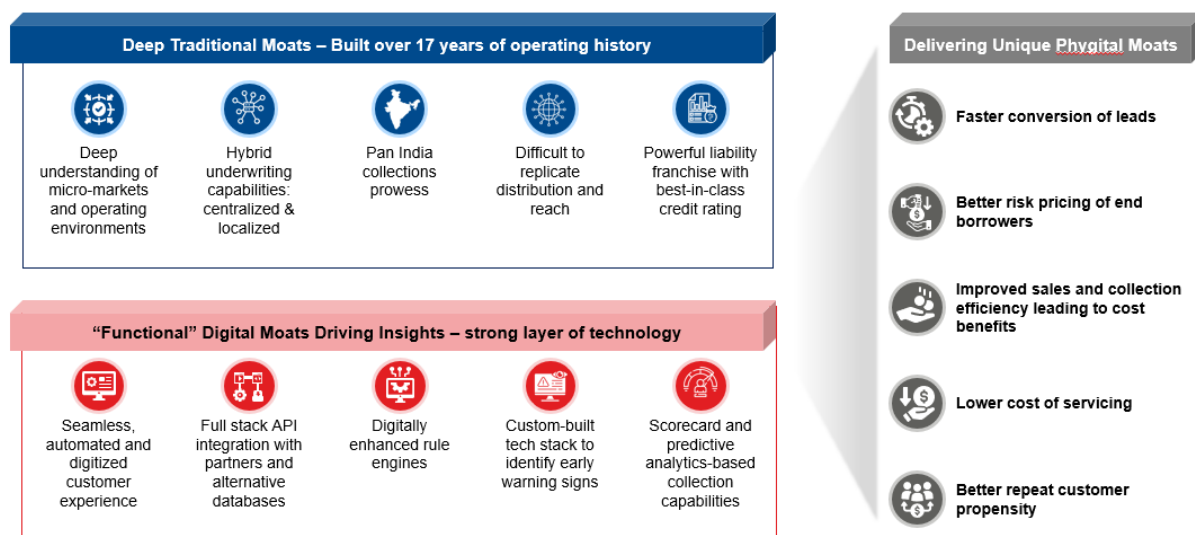 Deep Traditional Moats – Built over 17 years of operating history
Deep
understanding of
micro-markets
and operating
environments
Hybrid
underwriting
capabilities:
centralized &
localized
Pan India
collections
prowess
Difficult to
replicate
distribution and
reach
Powerful liability
franchise with
best-in-class
credit rating
“Functional” Digital Moats Driving Insights – strong layer of technology
Seamless,
automated and
digitized
customer
experience
Full stack API
integration with
partners and
alternative
databases
Digitally
enhanced rule
engines
Custom-built
tech stack to
identify early
warning signs
Scorecard and
predictive
analytics-based
collection
capabilities
Delivering Unique Phygital Moats
Faster conversion of leads
Better risk pricing of end
borrowers
Improved sales and collection
efficiency leading to cost
benefits
Lower cost of servicing
Better repeat customer
propensity